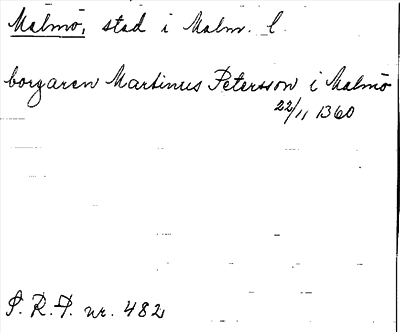 Malmö, stad i Malm. l.
borgaren Martinus Petersson i Malmö
22/11 1360
S. R. P. nr. 482